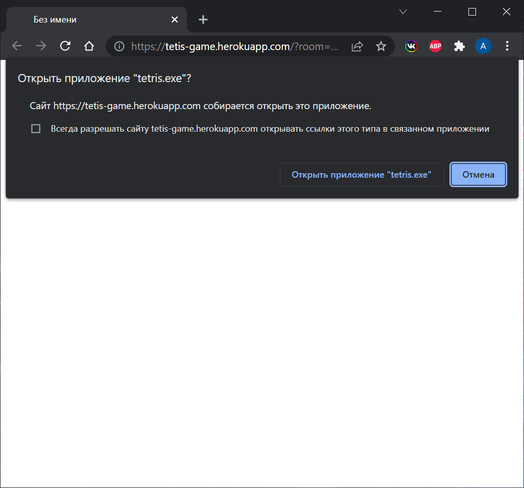 Без имени
https://tetis-game.herokuapp.com/?room=...
ABP
A
Открыть приложение "tetris.exe"?
Сайт https://tetis-game.herokuapp.com собирается открыть это приложение.
Всегда разрешать сайту tetis-game.herokuapp.com открывать ссылки этого типа в связанном приложении
Открыть приложение "tetris.exe"
Отмена